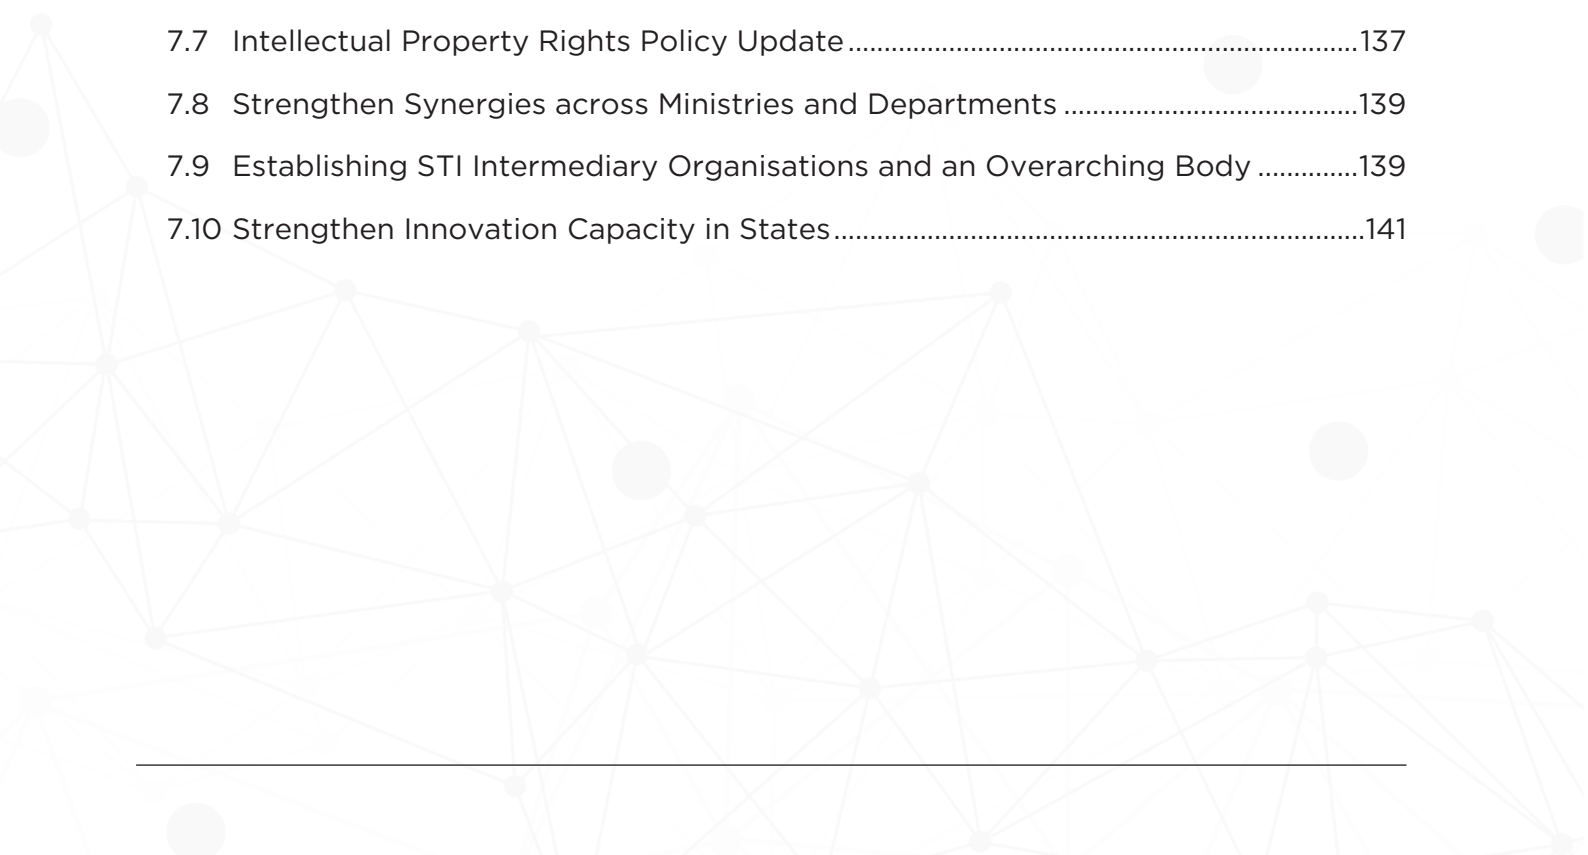 7.7 Intellectual Property Rights Policy Update.......................................................................137
7.8 Strengthen Synergies across Ministries and Departments .........................................139
7.9 Establishing STI Intermediary Organisations and an Overarching Body ..............139
7.10 Strengthen Innovation Capacity in States..........................................................................141